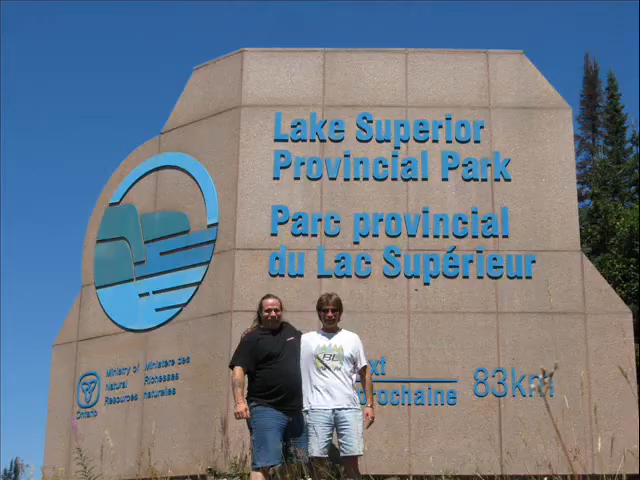 Lake Superior
Provincial Park
Parc provincial
du Lac Supérieur
Ministry of
Natural
Resources
Ministère des
Richesses
naturelles
Ontario
xt
rochaine
83km